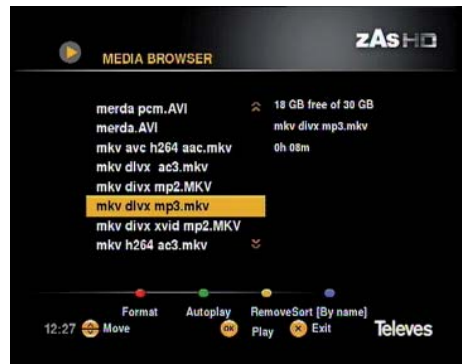 zAs HD
MEDIA BROWSER
merda pcm.AVI
merda.AVI
mkv avc h264 aac.mkv
mkv divx ac3.mkv
mkv divx mp2.MKV
mkv divx mp3.mkv
mkv divx xvid mp2.MKV
mkv h264 ac3.mkv
18 GB free of 30 GB
mkv divx mp3.mkv
0h 08m
Format Autoplay Remove Sort [By name]
12:27 Move OK Play Exit Televes